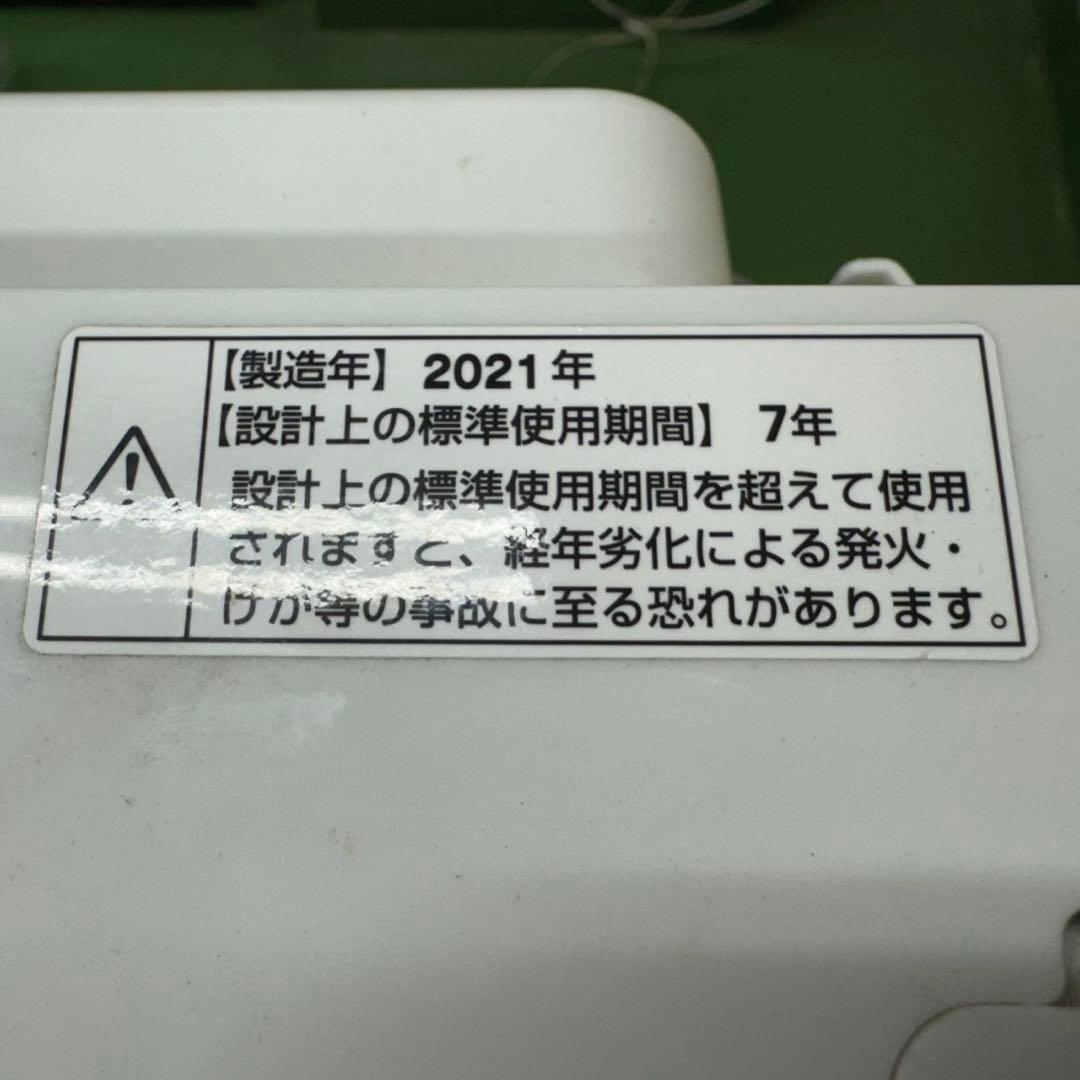 【製造年】 2021年
【設計上の標準使用期間】 7年
設計上の標準使用期間を超えて使用
されますと、経年劣化による発火・
けが等の事故に至る恐れがあります。